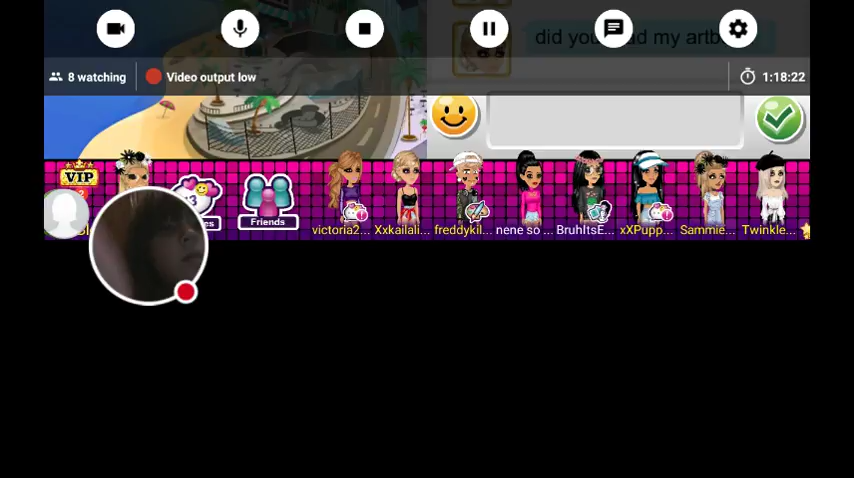 did you
my artb
8 watching
Video output low
1:18:22
VIP
Friends
victoria2...
Xxkailali...
freddykil...
nene so ...
BruhItsE...
xXPupp...
Sammie...
Twinkle...